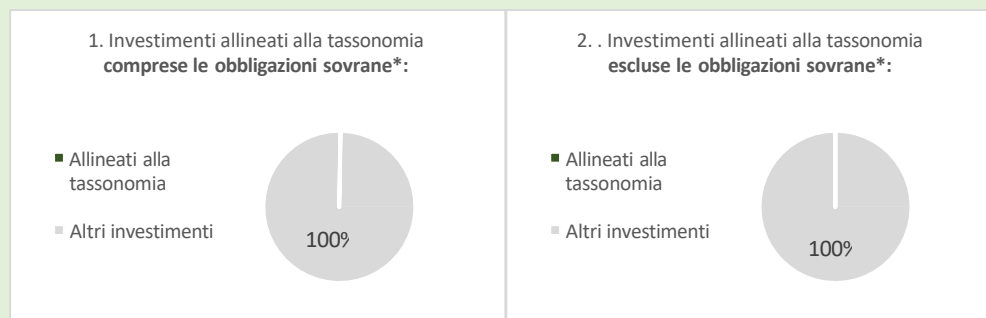 1. Investimenti allineati alla tassonomia
comprese le obbligazioni sovrane*:
Allineati alla
tassonomia
Altri investimenti
100%
2. . Investimenti allineati alla tassonomia
escluse le obbligazioni sovrane*:
Allineati alla
tassonomia
Altri investimenti
100%